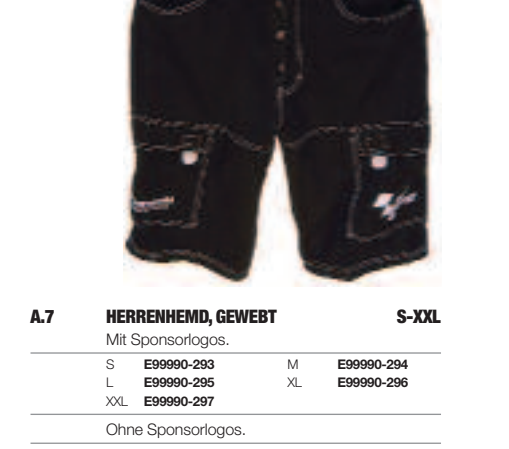 A.7 HERRENHEMD, GEWEBT S-XXL
Mit Sponsorlogos.
S E99990-293 M E99990-294
L E99990-295 XL E99990-296
XXL E99990-297
Ohne Sponsorlogos.